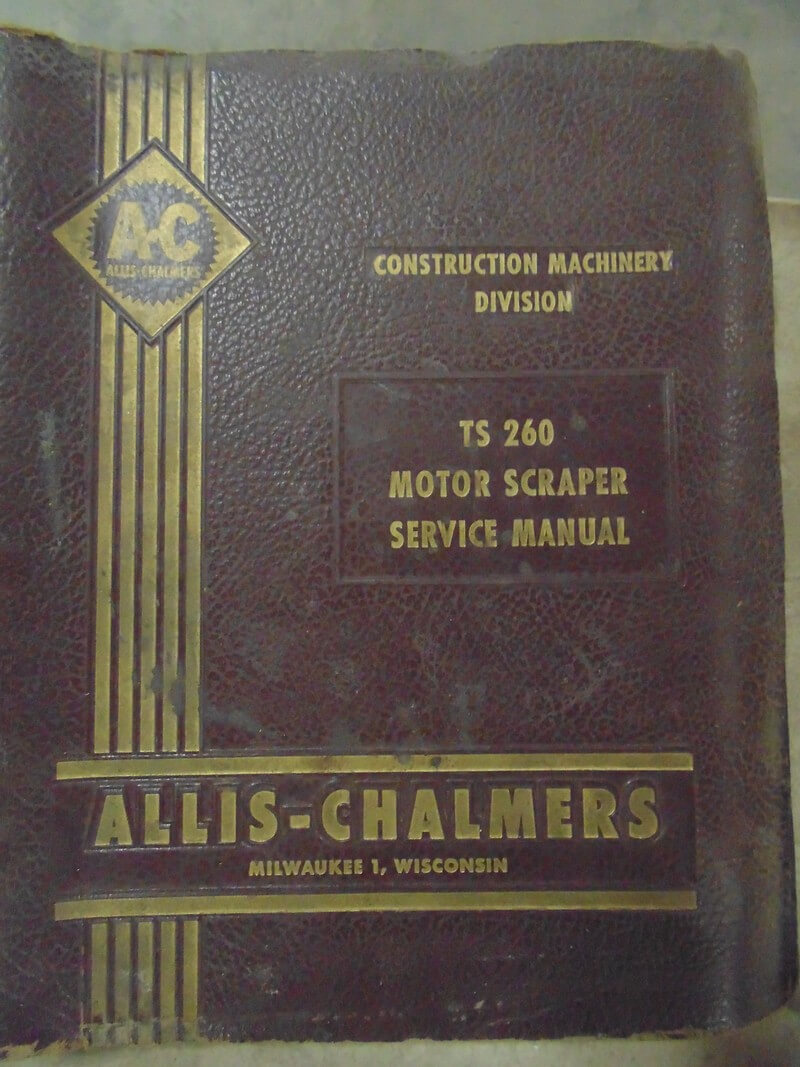 A-C
ALLIS-CHALMERS
CONSTRUCTION MACHINERY
DIVISION
TS 260
MOTOR SCRAPER
SERVICE MANUAL
ALLIS-CHALMERS
MILWAUKEE 1, WISCONSIN